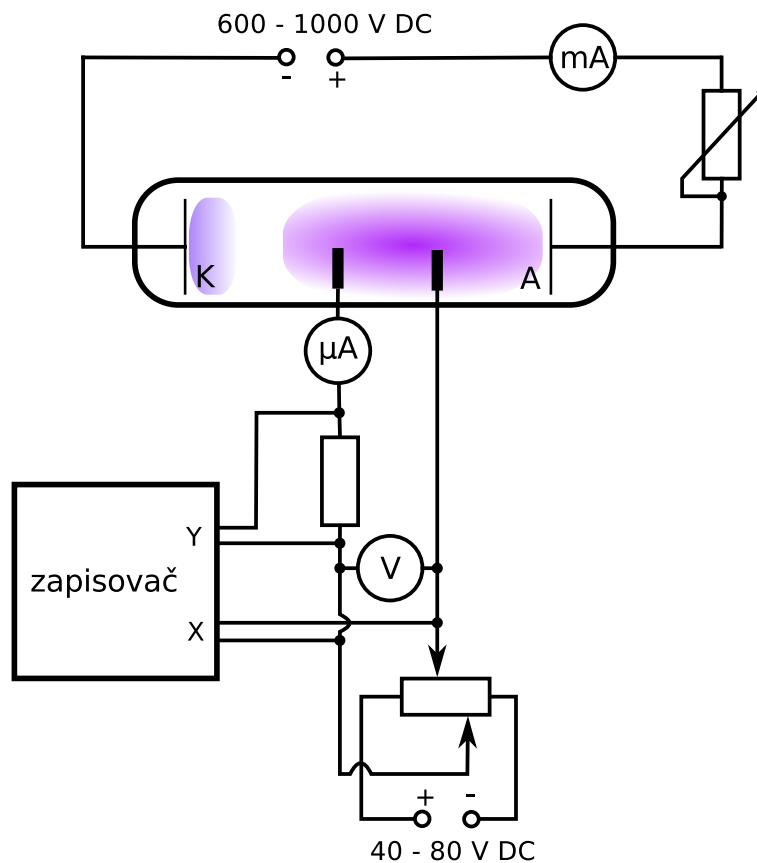 600 - 1000 V DC
- +
mA
K
A
µA
Y
zapisovač
V
X
+ -
40 - 80 V DC